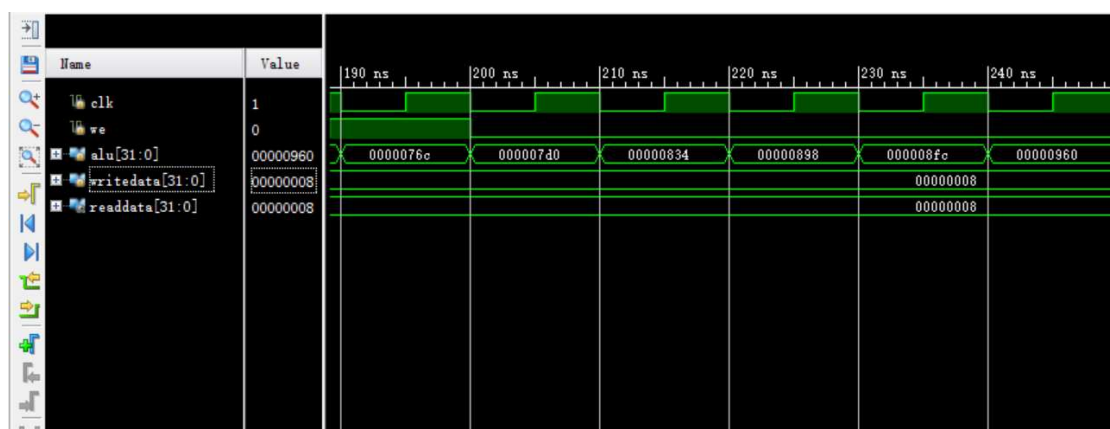 Name Value
190 ns 200 ns 210 ns 220 ns 230 ns 240 ns
clk 1
we 0
alu[31:0] 00000960 0000076c 000007d0 00000834 00000898 000008fc 00000960
writedata[31:0] 00000008 00000008
readdata[31:0] 00000008 00000008